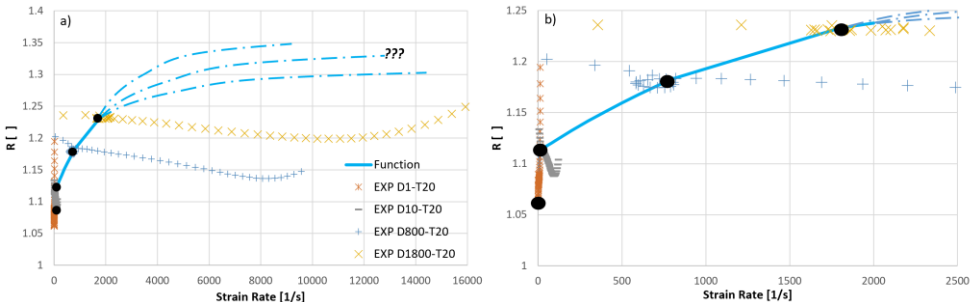 a)
1.4
1.35
1.3
1.25
1.2
1.15
1.1
1.05
1
R [ ]
???
Function
EXP D1-T20
EXP D10-T20
EXP D800-T20
EXP D1800-T20
0 2000 4000 6000 8000 10000 12000 14000 16000
Strain Rate [1/s]
b)
1.25
1.2
1.15
1.1
1.05
1
R [ ]
0 500 1000 1500 2000 2500
Strain Rate [1/s]